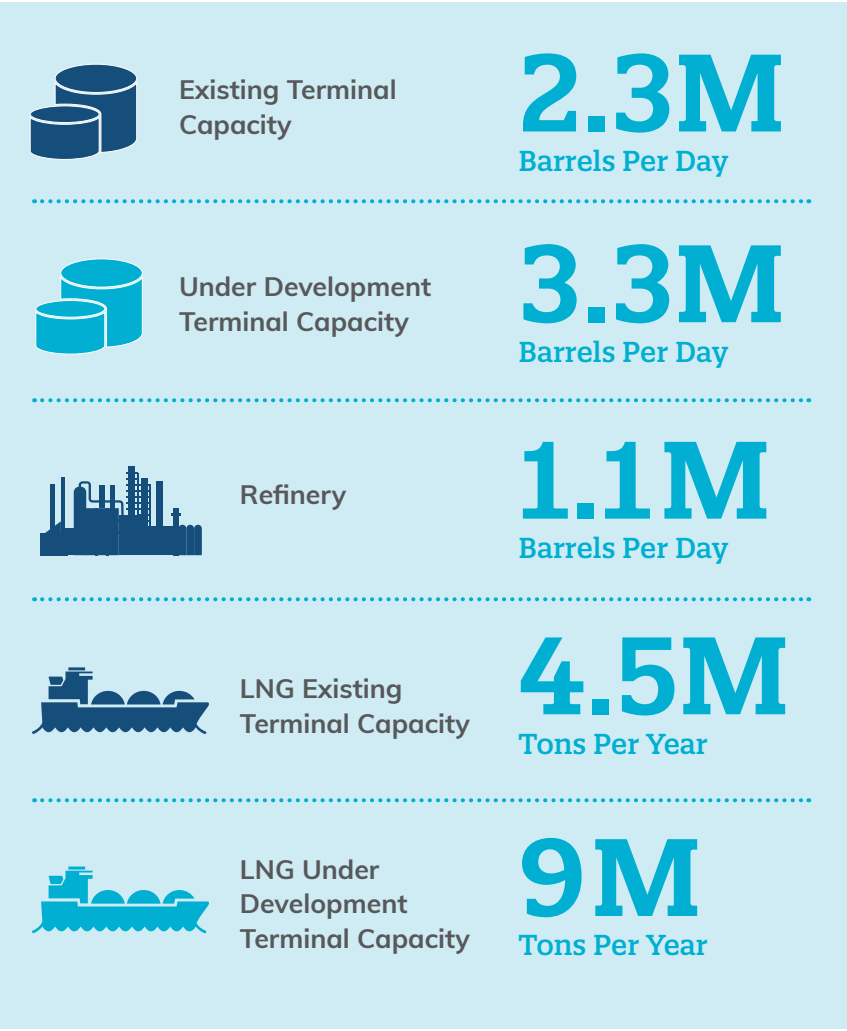 Existing Terminal
Capacity
2.3M
Barrels Per Day
Under Development
Terminal Capacity
3.3M
Barrels Per Day
Refinery
1.1M
Barrels Per Day
LNG Existing
Terminal Capacity
4.5M
Tons Per Year
LNG Under
Development
Terminal Capacity
9M
Tons Per Year